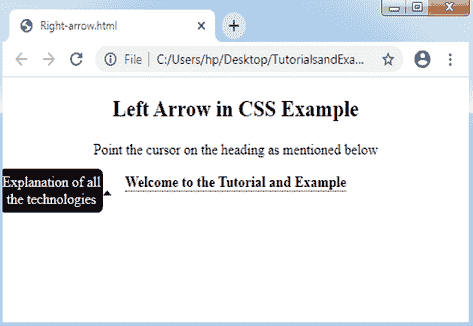 Right-arrow.html
File | C:/Users/hp/Desktop/TutorialsandExa...
Left Arrow in CSS Example
Point the cursor on the heading as mentioned below
Explanation of all
the technologies
Welcome to the Tutorial and Example